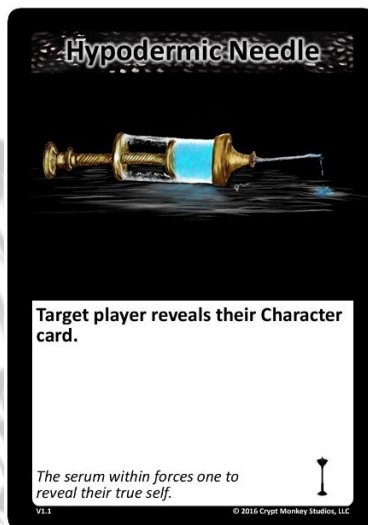 Hypodermic Needle
Target player reveals their Character
card.
The serum within forces one to
reveal their true self.
V1.1
© 2016 Crypt Monkey Studios, LLC